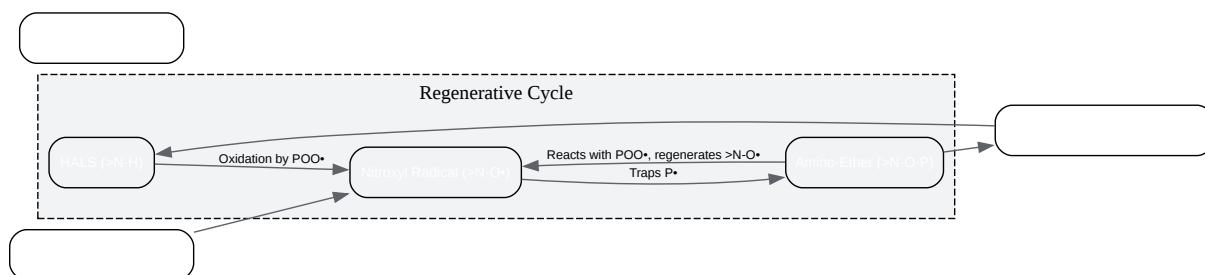 Regenerative Cycle
HALS (>N-H)
Oxidation by POO•
Nitroxyl Radical (>N-O•)
Reacts with POO•, regenerates >N-O•
Traps P•
Amino-Ether (>N-O-P)